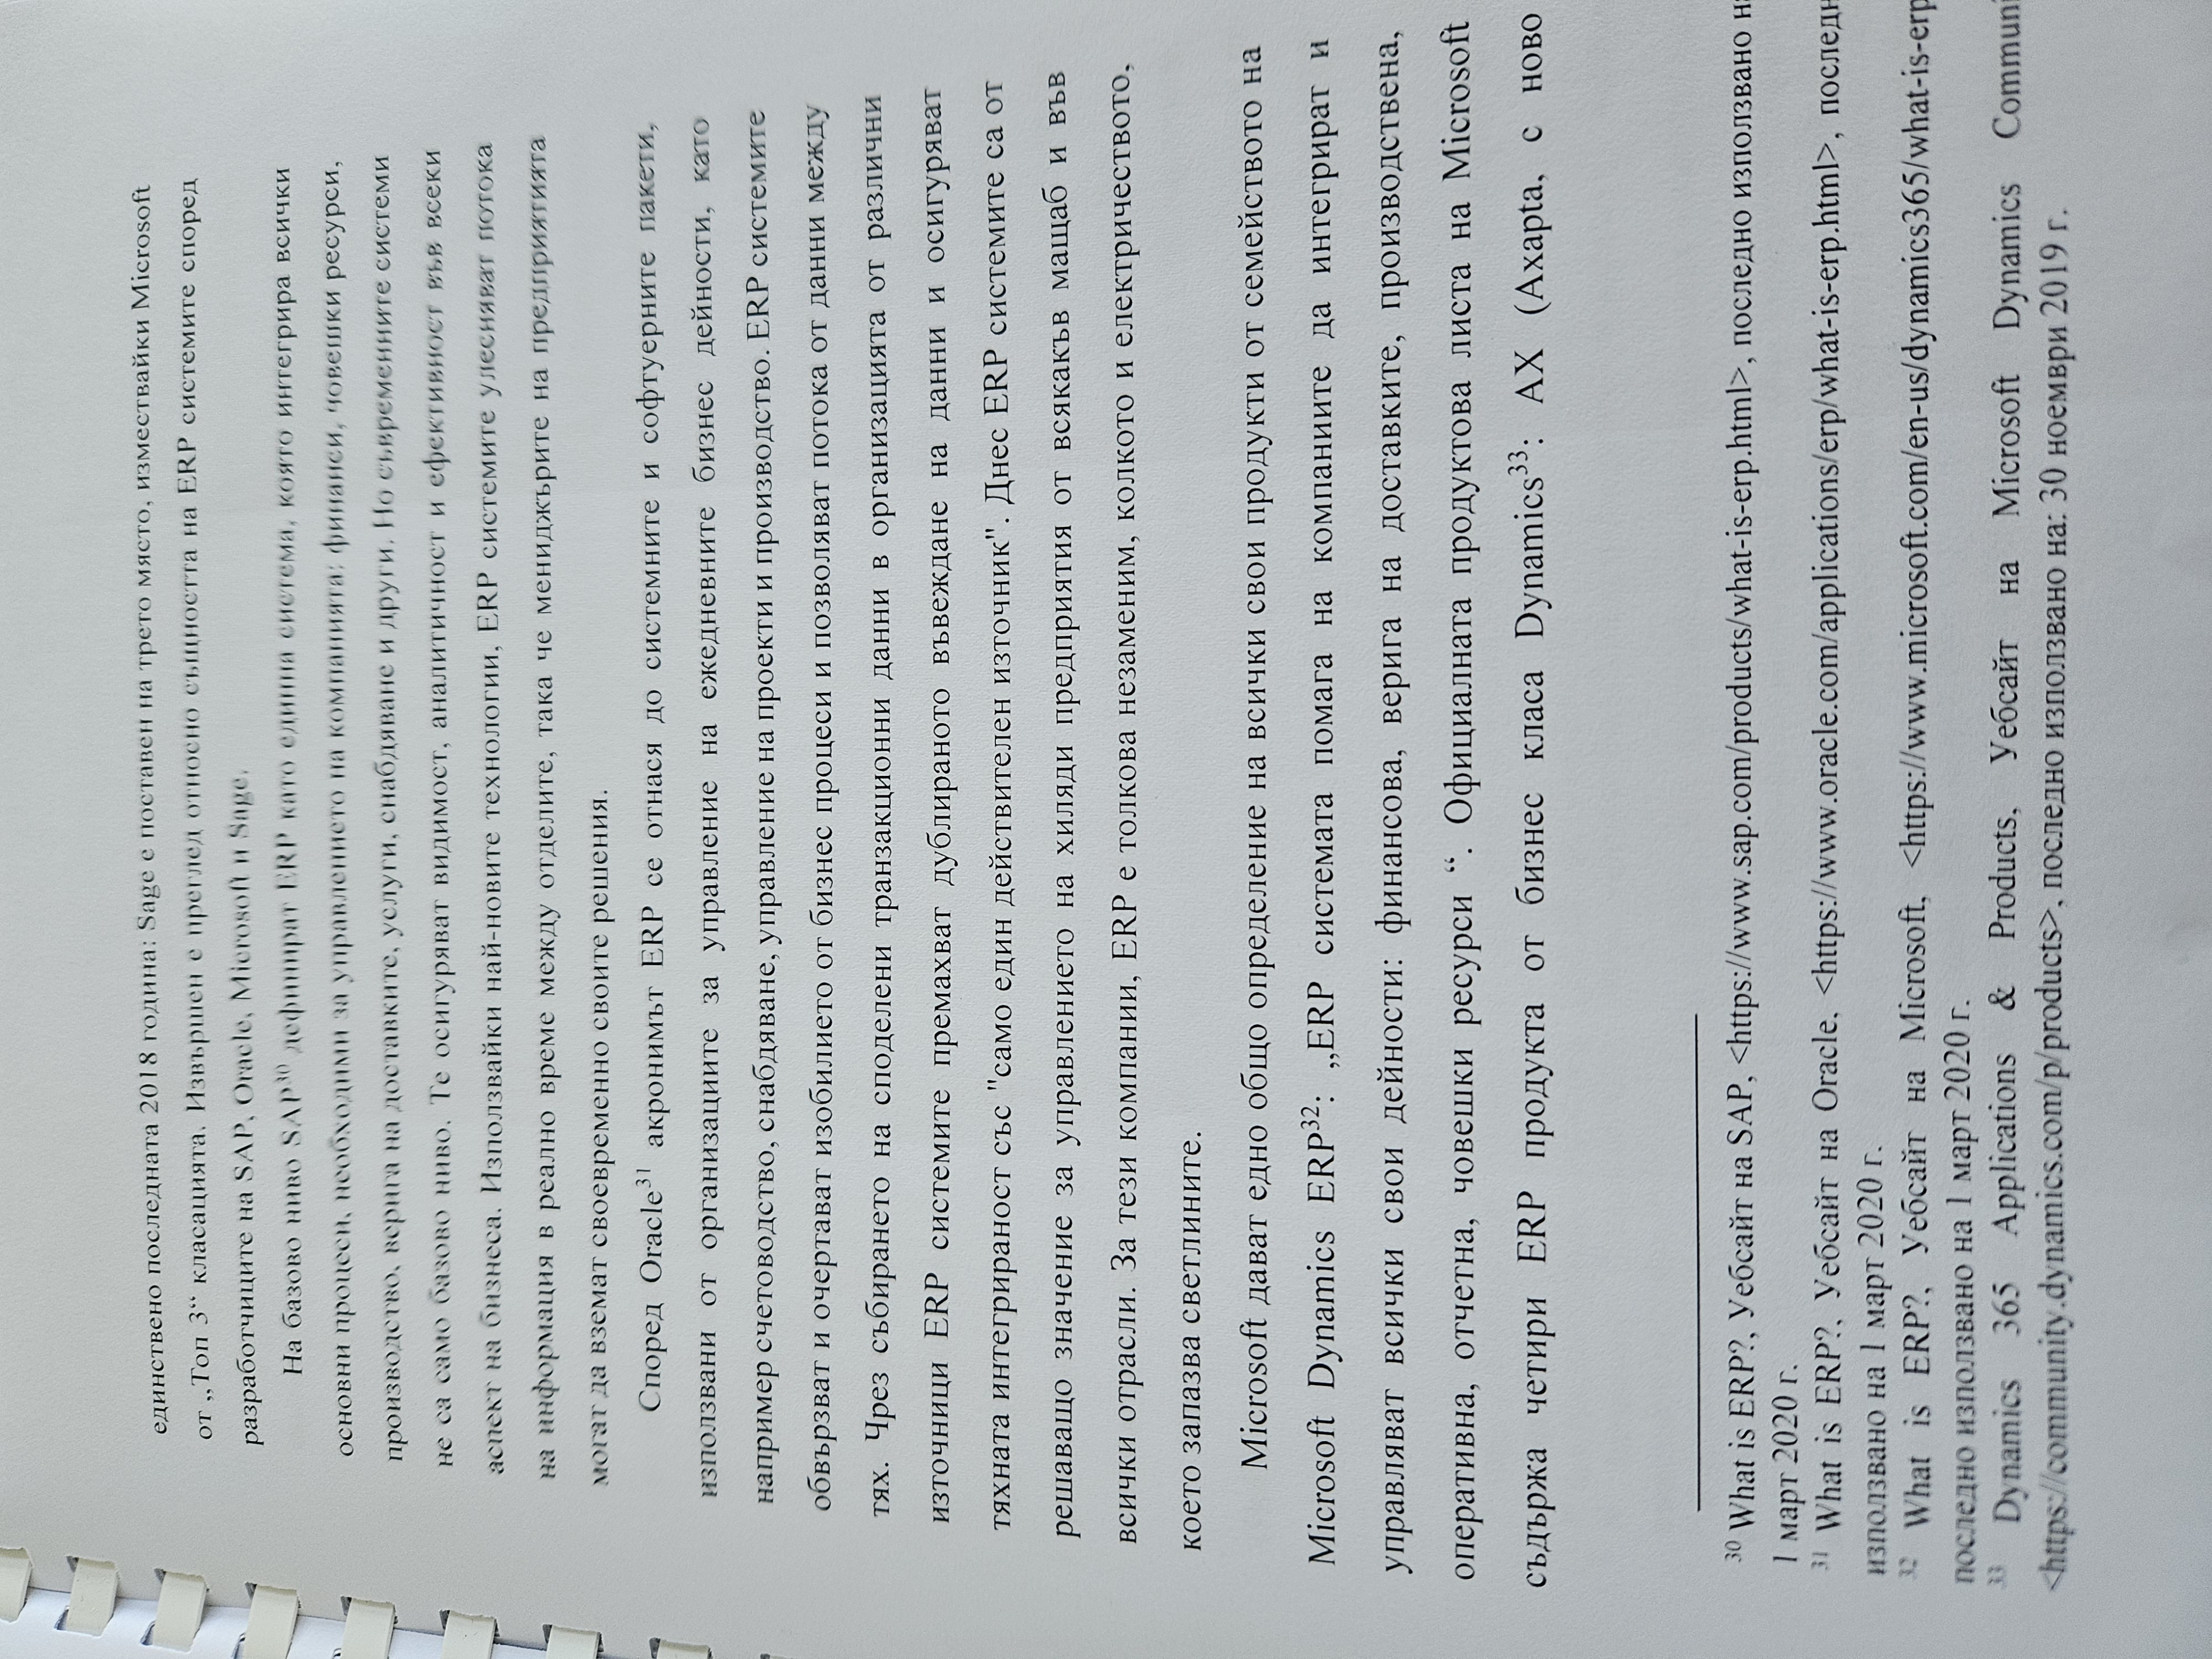 единствено последната 2018 година: Sage е поставен на трето място, измествайки Microsoft
от „Топ 3“ класацията. Извършен е преглед относно същността на ERP системите според
разработчиците на SAP, Oracle, Microsoft и Sage.
На базово ниво SAP30 дефинират ERP като единна система, която интегрира всички
основни процеси, необходими за управлението на компанията: финанси, човешки ресурси,
производство, верига на доставките, услуги, снабдяване и други. Но съвременните системи
не са само базово ниво. Те осигуряват видимост, аналитичност и ефективност във всеки
аспект на бизнеса. Използвайки най-новите технологии, ERP системите улесняват потока
на информация в реално време между отделите, така че мениджърите на предприятията
могат да вземат своевременно своите решения.
Според Oracle31 акронимът ERP се отнася до системните и софтуерните пакети,
използвани от организациите за управление на ежедневните бизнес дейности, като
например счетоводство, снабдяване, управление на проекти и производство. ERP системите
обвързват и очертават изобилието от бизнес процеси и позволяват потока от данни между
тях. Чрез събирането на споделени транзакционни данни в организацията от различни
източници ERP системите премахват дублираното въвеждане на данни и осигуряват
тяхната интегрираност със "само един действителен източник". Днес ERP системите са от
решаващо значение за управлението на хиляди предприятия от всякакъв мащаб и във
всички отрасли. За тези компании, ERP е толкова незаменим, колкото и електричеството,
което запазва светлините.
Microsoft дават едно общо определение на всички свои продукти от семейството на
Microsoft Dynamics ERP32: „ERP системата помага на компаниите да интегрират и
управляват всички свои дейности: финансова, верига на доставките, производствена,
оперативна, отчетна, човешки ресурси “. Официалната продуктова листа на Microsoft
съдържа четири ERP продукта от бизнес класа Dynamics33: AX (Axapta, с ново
30 What is ERP?, Уебсайт на SAP, <https://www.sap.com/products/what-is-erp.html>, последно използвано
1 март 2020 г.
31 What is ERP?, Уебсайт на Oracle, <https://www.oracle.com/applications/erp/what-is-erp.html>,
използвано на 1 март 2020 г.
32 What is ERP?, Уебсайт на Microsoft, <https://www.microsoft.com/en-us/dynamics365/what-is-erp
последно използвано на 1 март 2020 г.
33 Dynamics 365 Applications & Products, Уебсайт на Microsoft Dynamics
<https://community.dynamics.com/p/products>, последно използвано на: 30 ноември 2019 г.